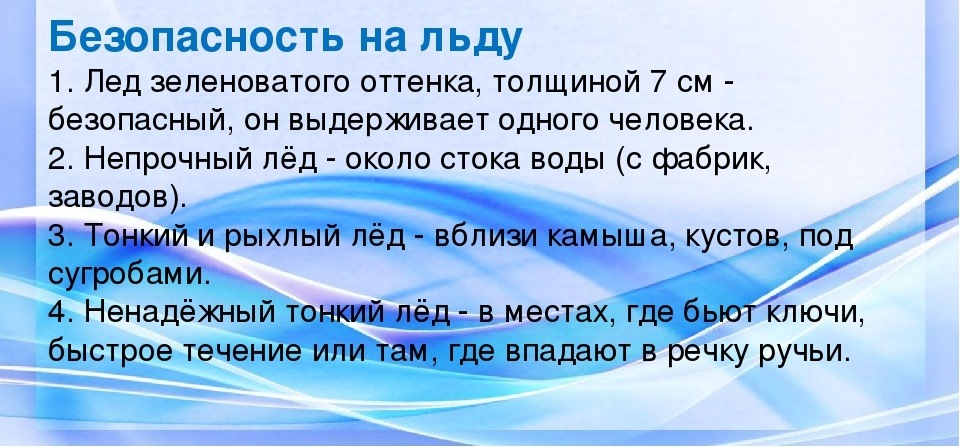 Безопасность на льду
1. Лед зеленоватого оттенка, толщиной 7 см -
безопасный, он выдерживает одного человека.
2. Непрочный лёд - около стока воды (с фабрик,
заводов).
3. Тонкий и рыхлый лёд - вблизи камыша, кустов, под
сугробами.
4. Ненадёжный тонкий лёд - в местах, где бьют ключи,
быстрое течение или там, где впадают в речку ручьи.